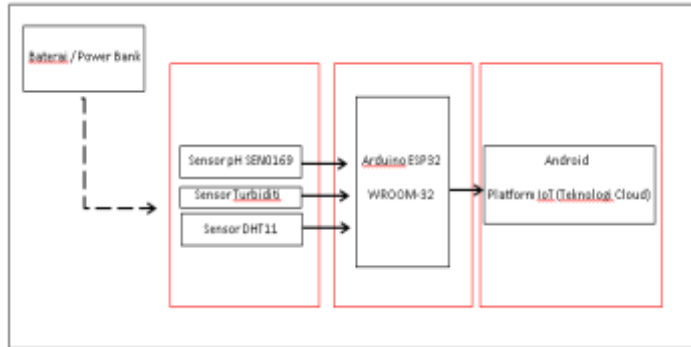 Baterai / Power Bank
Sensor pH SEN0169
Sensor Turbiditi
Sensor DHT11
Arduino ESP32
WROOM-32
Android
Platform IoT (Teknologi Cloud)